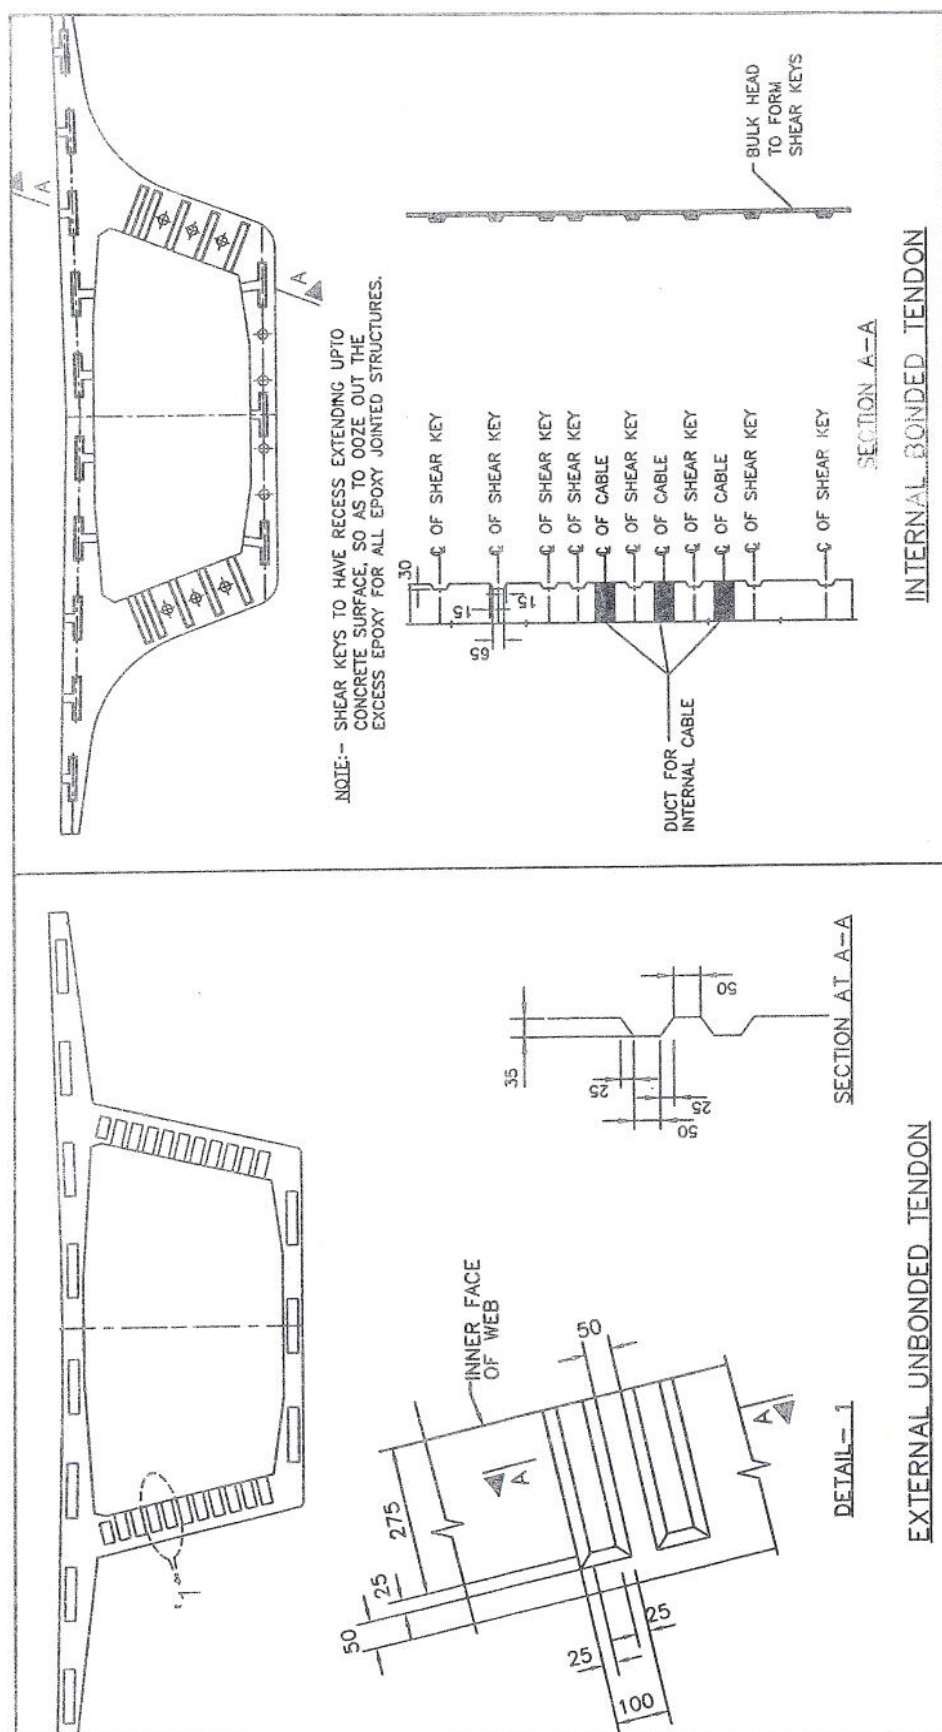 "1"
INNER FACE
OF WEB
50
25
275
50
25
25
100
A
A
DETAIL- 1
35
25
50
25
50
SECTION AT A-A
EXTERNAL UNBONDED TENDON
A
A
NOTE:- SHEAR KEYS TO HAVE RECESS EXTENDING UPTO
CONCRETE SURFACE, SO AS TO OOZE OUT THE
EXCESS EPOXY FOR ALL EPOXY JOINTED STRUCTURES.
30
15
15
65
℄ OF SHEAR KEY
℄ OF SHEAR KEY
℄ OF SHEAR KEY
℄ OF SHEAR KEY
℄ OF CABLE
℄ OF SHEAR KEY
℄ OF CABLE
℄ OF SHEAR KEY
℄ OF CABLE
℄ OF SHEAR KEY
℄ OF SHEAR KEY
DUCT FOR
INTERNAL CABLE
BULK HEAD
TO FORM
SHEAR KEYS
SECTION A-A
INTERNAL BONDED TENDON